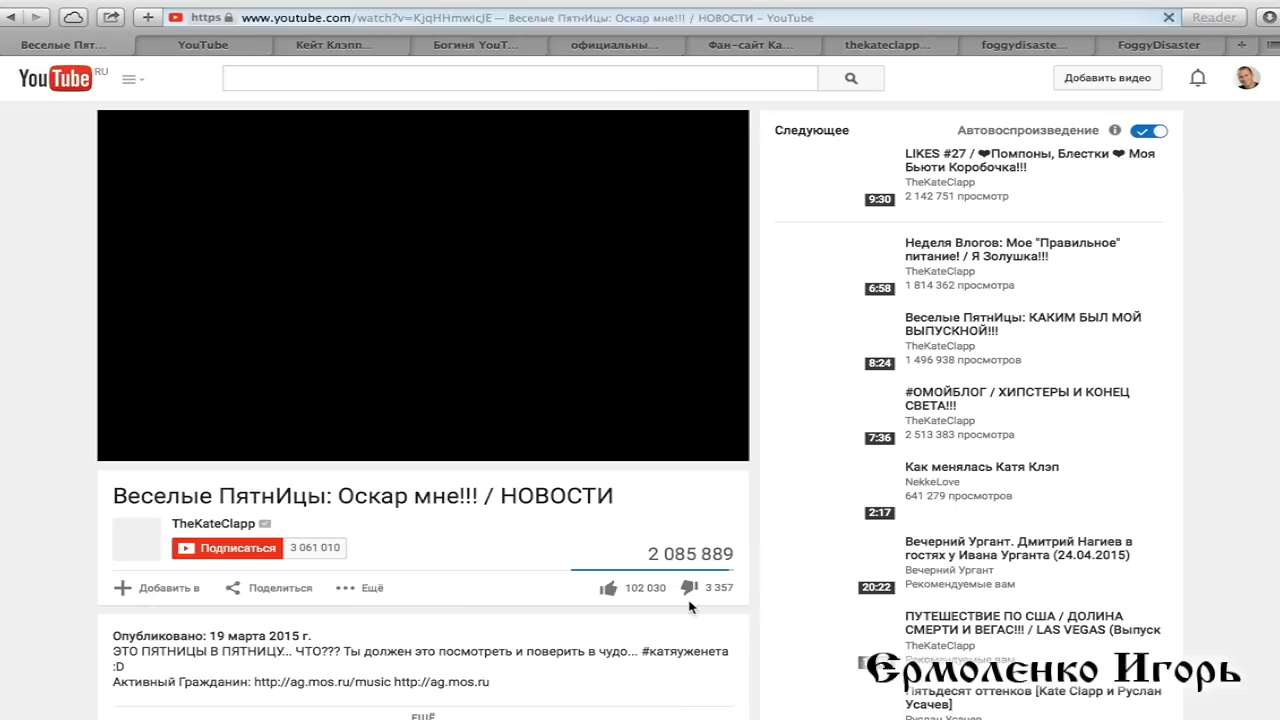 https www.youtube.com/watch?v=KjqHHmwIcJE — Веселые ПятнИцы: Оскар мне!!! / НОВОСТИ – YouTube
Reader
Веселые Пят...
YouTube
Кейт Клэпп...
Богиня YouT...
официальны...
Фан-сайт Ка...
thekateclapp...
foggydisaste...
FoggyDisaster
YouTube RU
Добавить видео
Следующее
Автовоспроизведение
LIKES #27 / ❤Помпоны, Блестки ❤ Моя
Бьюти Коробочка!!!
TheKateClapp
2 142 751 просмотр
9:30
Неделя Влогов: Мое "Правильное"
питание! / Я Золушка!!!
TheKateClapp
1 814 362 просмотра
6:58
Веселые ПятнИцы: КАКИМ БЫЛ МОЙ
ВЫПУСКНОЙ!!!
TheKateClapp
1 496 938 просмотров
8:24
#ОМОЙБЛОГ / ХИПСТЕРЫ И КОНЕЦ
СВЕТА!!!
TheKateClapp
2 513 383 просмотра
7:36
Как менялась Катя Клэп
NekkeLove
641 279 просмотров
2:17
Вечерний Ургант. Дмитрий Нагиев в
гостях у Ивана Урганта (24.04.2015)
Вечерний Ургант
Рекомендуемые вам
20:22
ПУТЕШЕСТВИЕ ПО США / ДОЛИНА
СМЕРТИ И ВЕГАС!!! / LAS VEGAS (Выпуск
TheKateClapp
Рекомендуемые вам
Пятьдесят оттенков [Kate Clapp и Руслан
Усачев]
Руслан Усачев
Веселые ПятнИцы: Оскар мне!!! / НОВОСТИ
TheKateClapp
Подписаться
3 061 010
2 085 889
Добавить в
Поделиться
Ещё
102 030
3 357
Опубликовано: 19 марта 2015 г.
ЭТО ПЯТНИЦЫ В ПЯТНИЦУ... ЧТО??? Ты должен это посмотреть и поверить в чудо... #катяуженета
:D
Активный Гражданин: http://ag.mos.ru/music http://ag.mos.ru
ЕЩЁ
Ермоленко Игорь